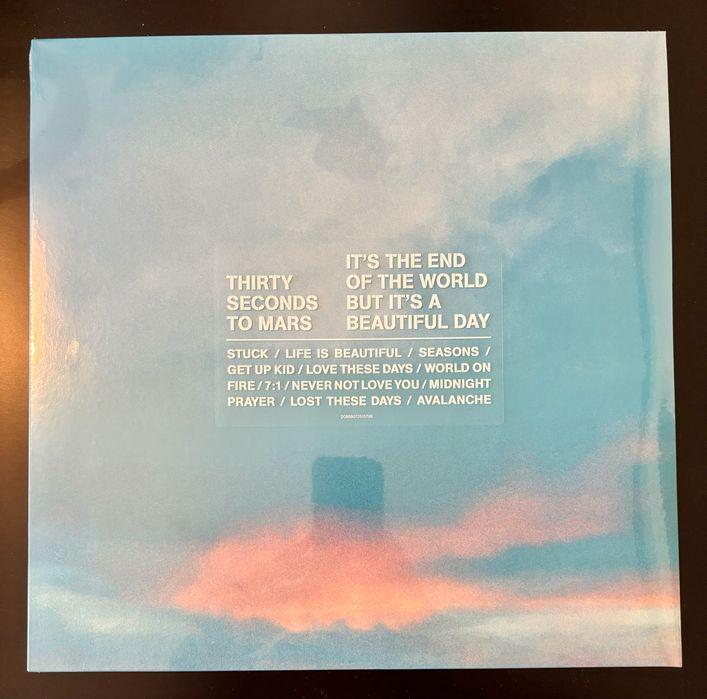 THIRTY
SECONDS
TO MARS
IT'S THE END
OF THE WORLD
BUT IT'S A
BEAUTIFUL DAY
STUCK / LIFE IS BEAUTIFUL / SEASONS /
GET UP KID / LOVE THESE DAYS / WORLD ON
FIRE / 7:1 / NEVER NOT LOVE YOU / MIDNIGHT
PRAYER / LOST THESE DAYS / AVALANCHE